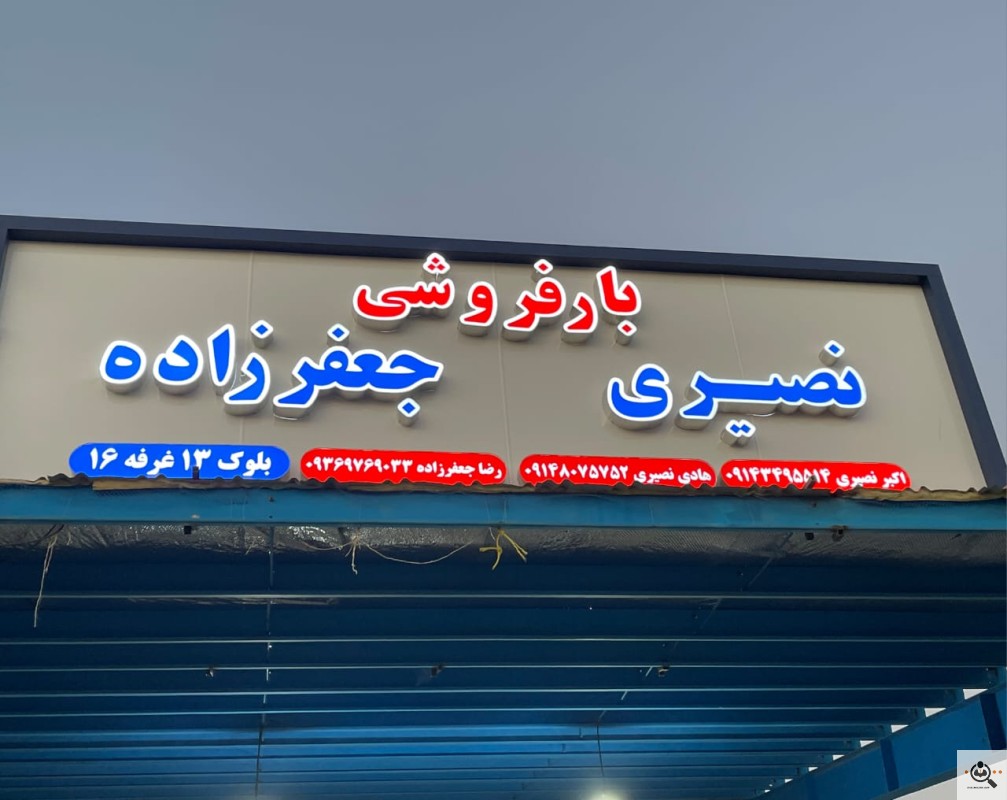 بارفروشی
نصیری جعفرزاده
اکبر نصیری ۰۹۱۴۳۴۹۵۵۱۴ هادی نصیری ۰۹۱۴۸۰۷۵۷۵۲ رضا جعفرزاده ۰۹۳۶۹۷۶۹۰۳۳ بلوک ۱۳ غرفه ۱۶